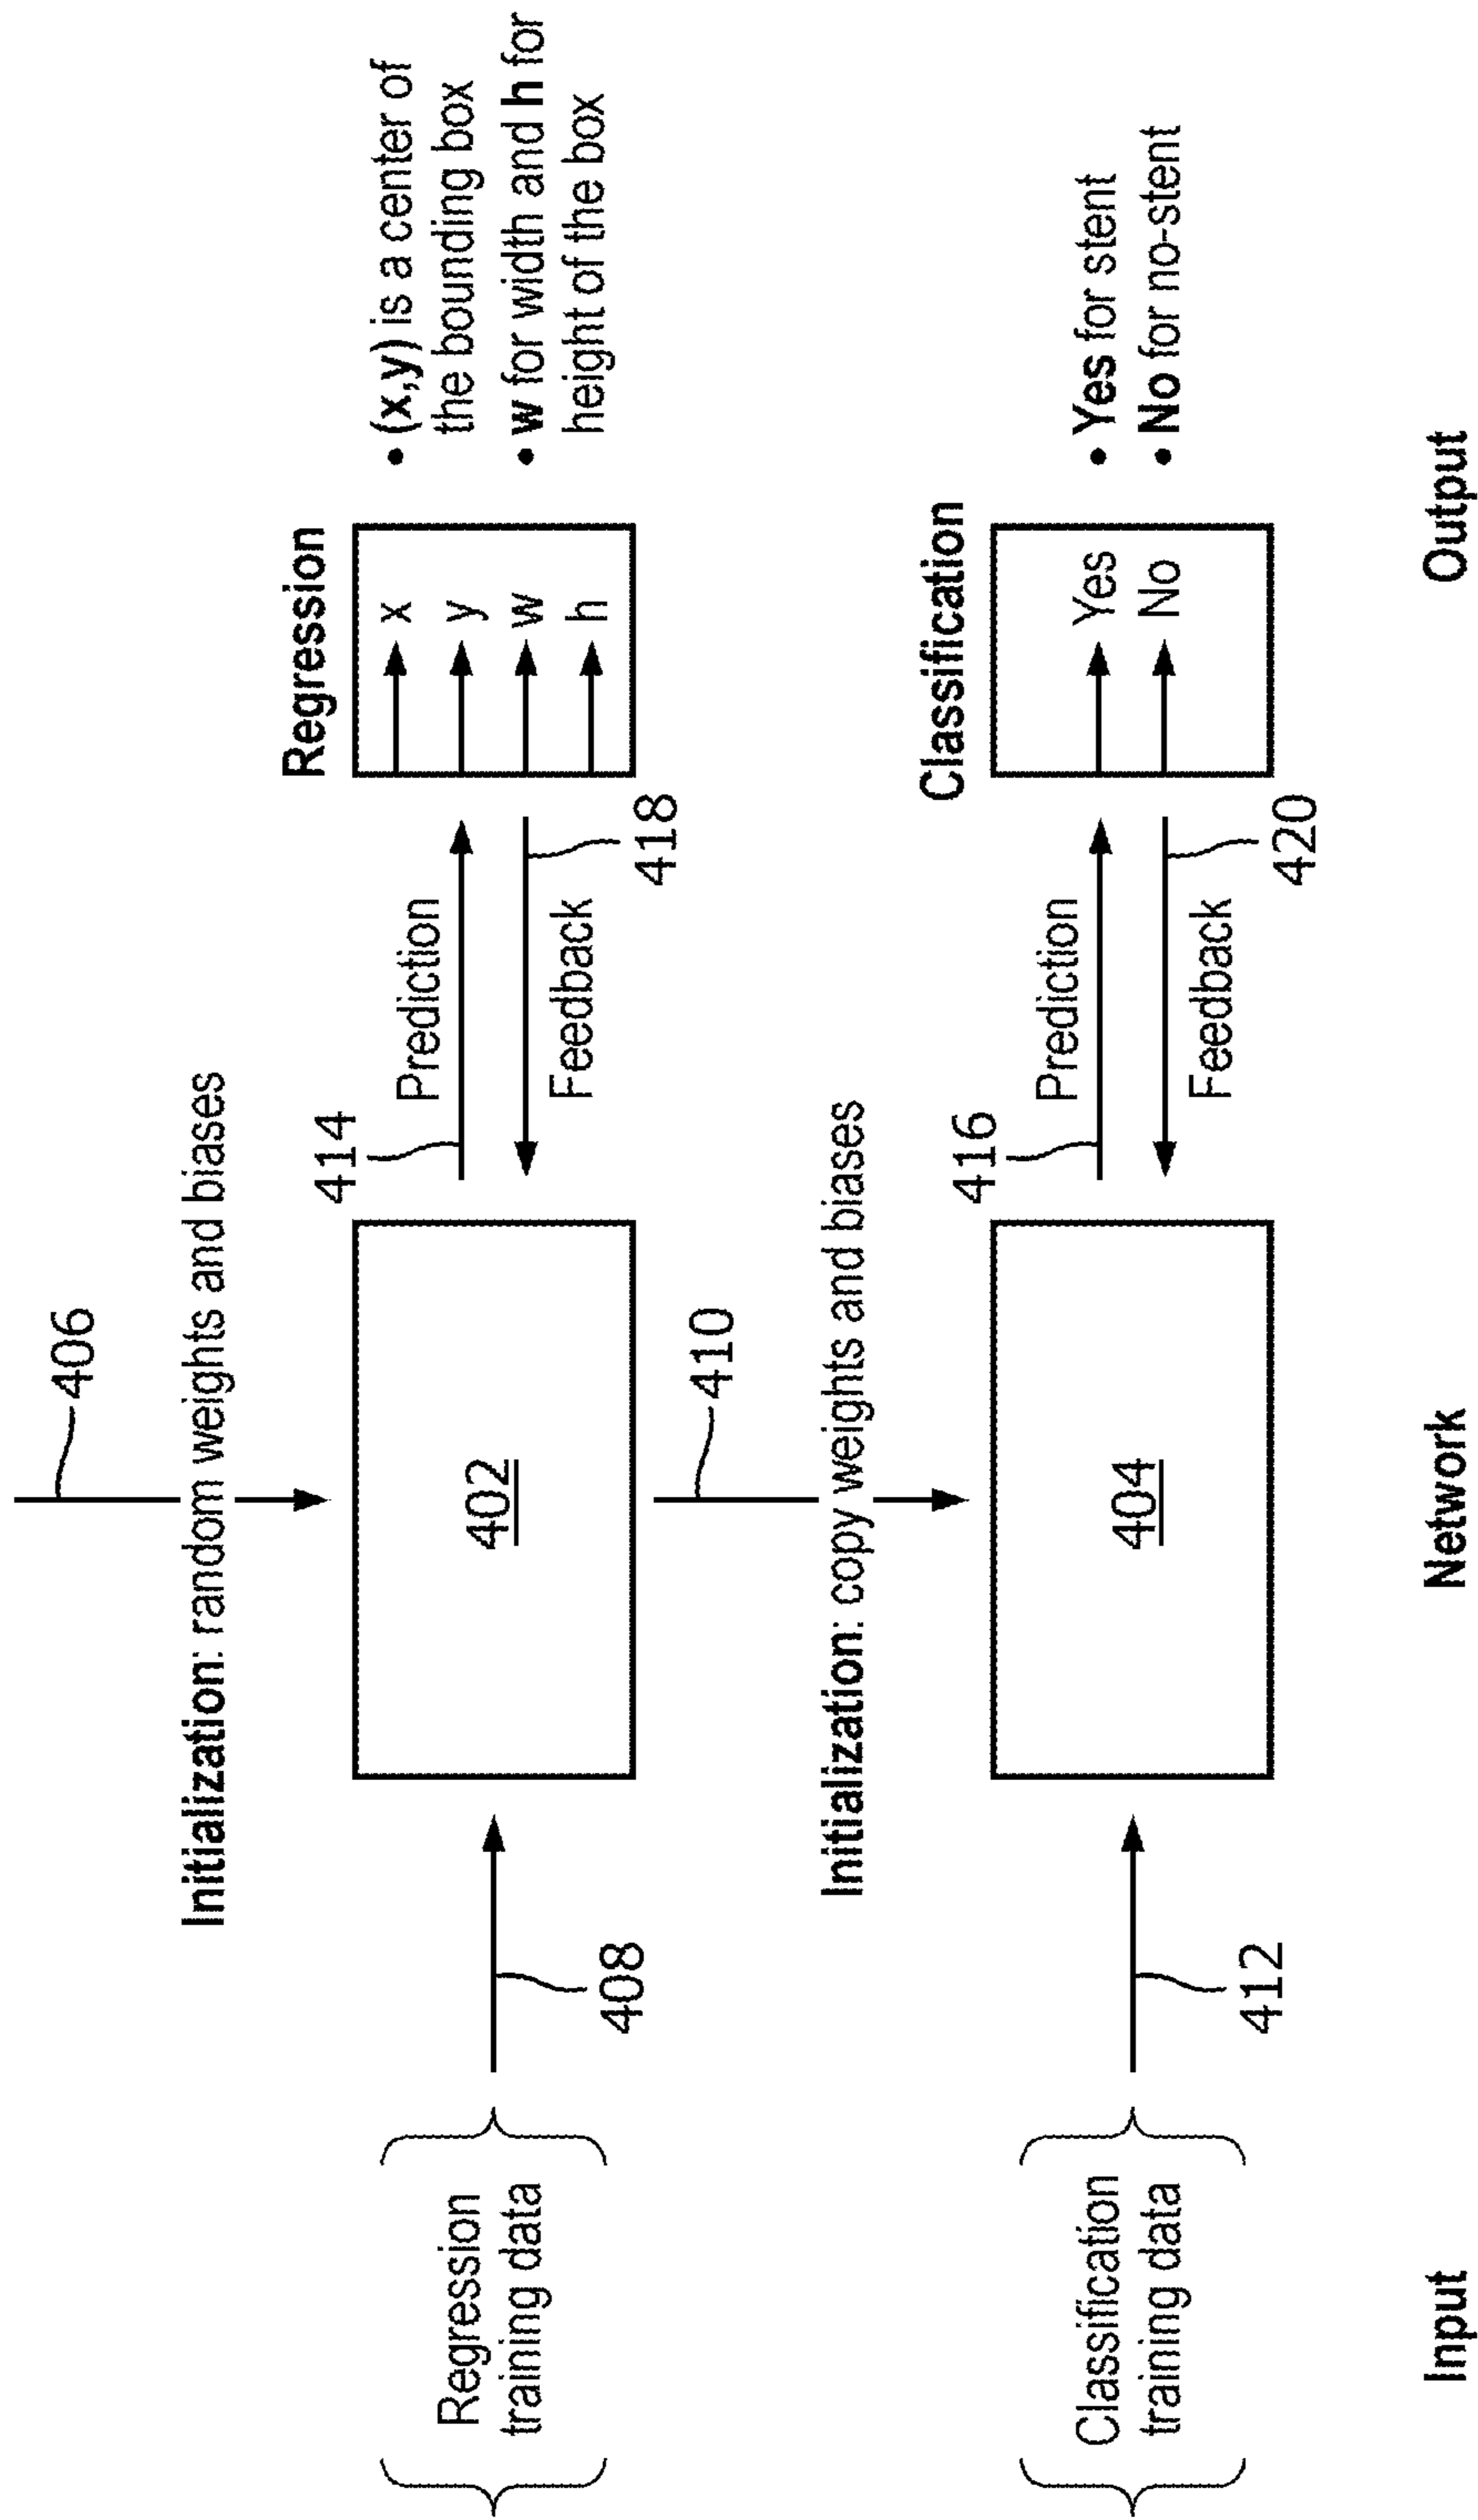 406
Initialization: random weights and biases
Regression
training data
408
402
414
Prediction
Feedback
418
Regression
x
y
w
h
• (x,y) is a center of
the bounding box
• w for width and h for
height of the box
410
Initialization: copy weights and biases
Classification
training data
412
404
416
Prediction
Feedback
420
Classification
Yes
No
• Yes for stent
• No for no-stent
Input
Network
Output